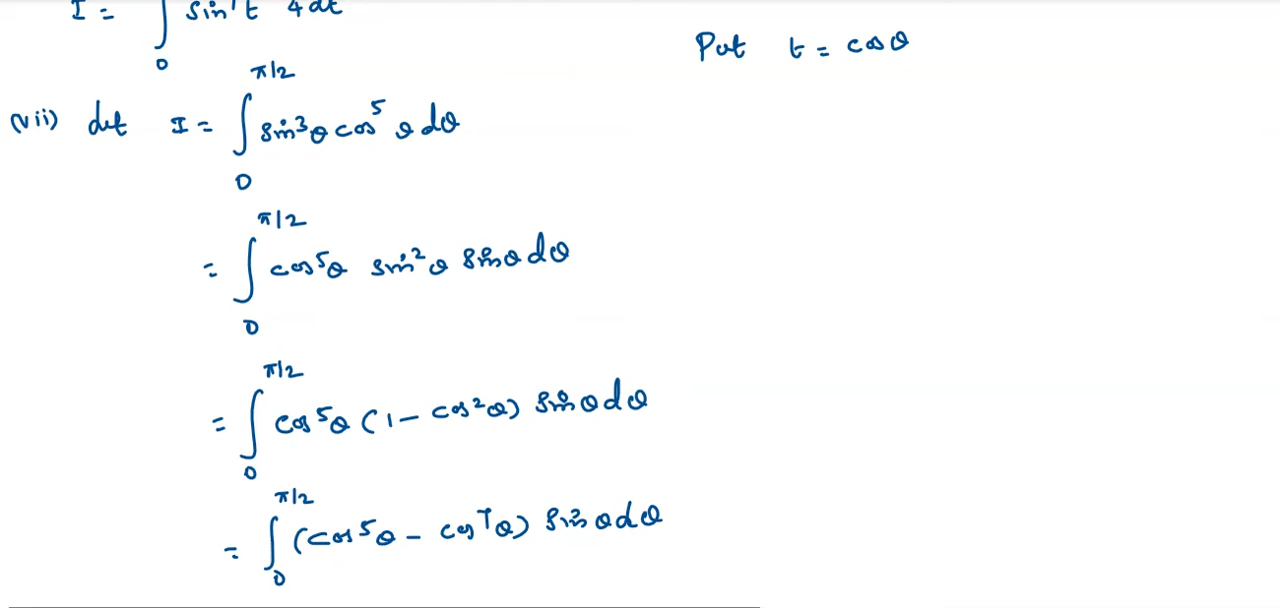 I = ∫₀ sin⁷t 4dt
Put t = cosθ
(vii) Let I = ∫₀^(π/2) sin³θ cos⁵θ dθ
= ∫₀^(π/2) cos⁵θ sin²θ sinθ dθ
= ∫₀^(π/2) cos⁵θ (1 - cos²θ) sinθ dθ
= ∫₀^(π/2) (cos⁵θ - cos⁷θ) sinθ dθ